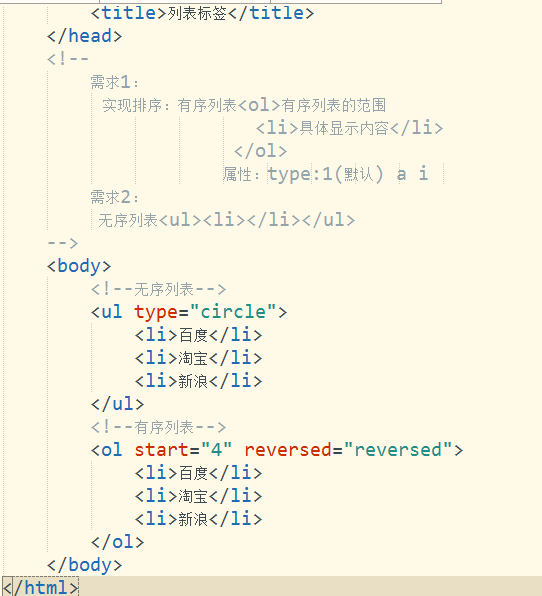 <title>列表标签</title>
</head>
<!--
需求1：
实现排序：有序列表<ol>有序列表的范围
<li>具体显示内容</li>
</ol>
属性：type:1(默认) a i
需求2：
无序列表<ul><li></li></ul>
-->
<body>
<!--无序列表-->
<ul type="circle">
<li>百度</li>
<li>淘宝</li>
<li>新浪</li>
</ul>
<!--有序列表-->
<ol start="4" reversed="reversed">
<li>百度</li>
<li>淘宝</li>
<li>新浪</li>
</ol>
</body>
</html>